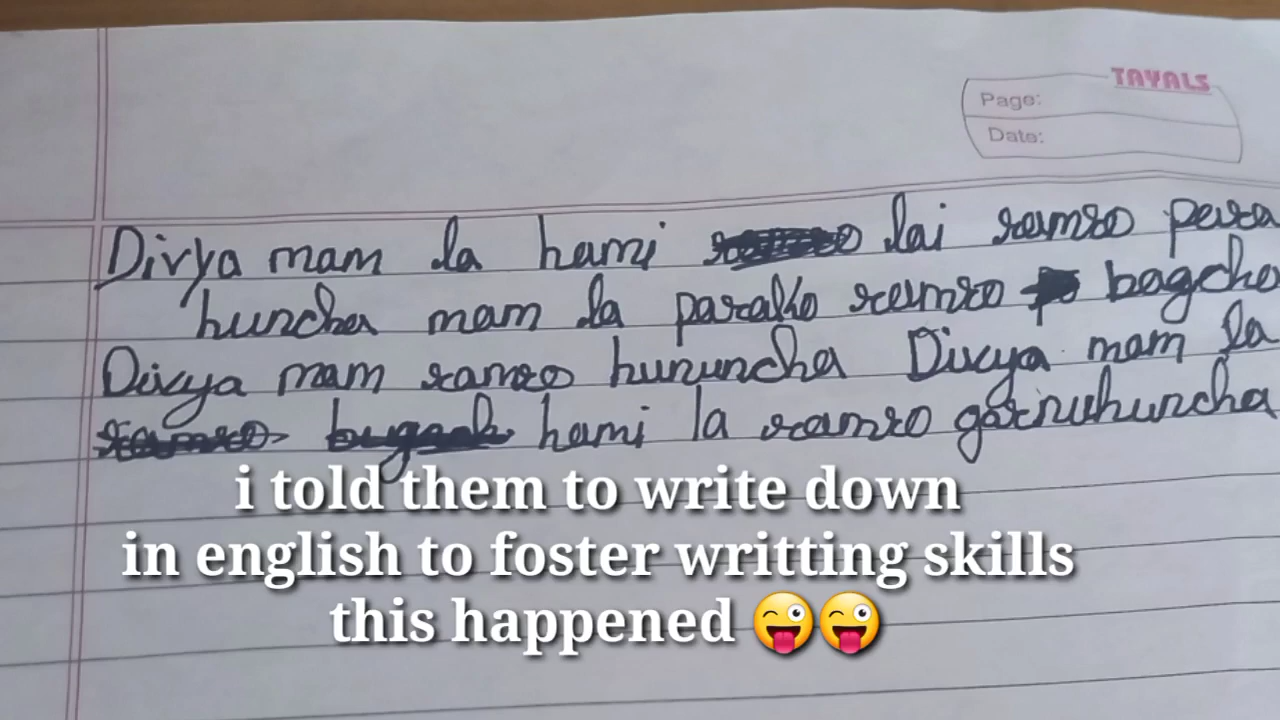 TAYALS
Page:
Date:
Divya mam la hami lai ramro
huncha mam la parako ramro bagcha
Divya mam ramro hununcha Divya mam la
hami la ramro garnuhuncha
i told them to write down
in english to foster writting skills
this happened 😜😜